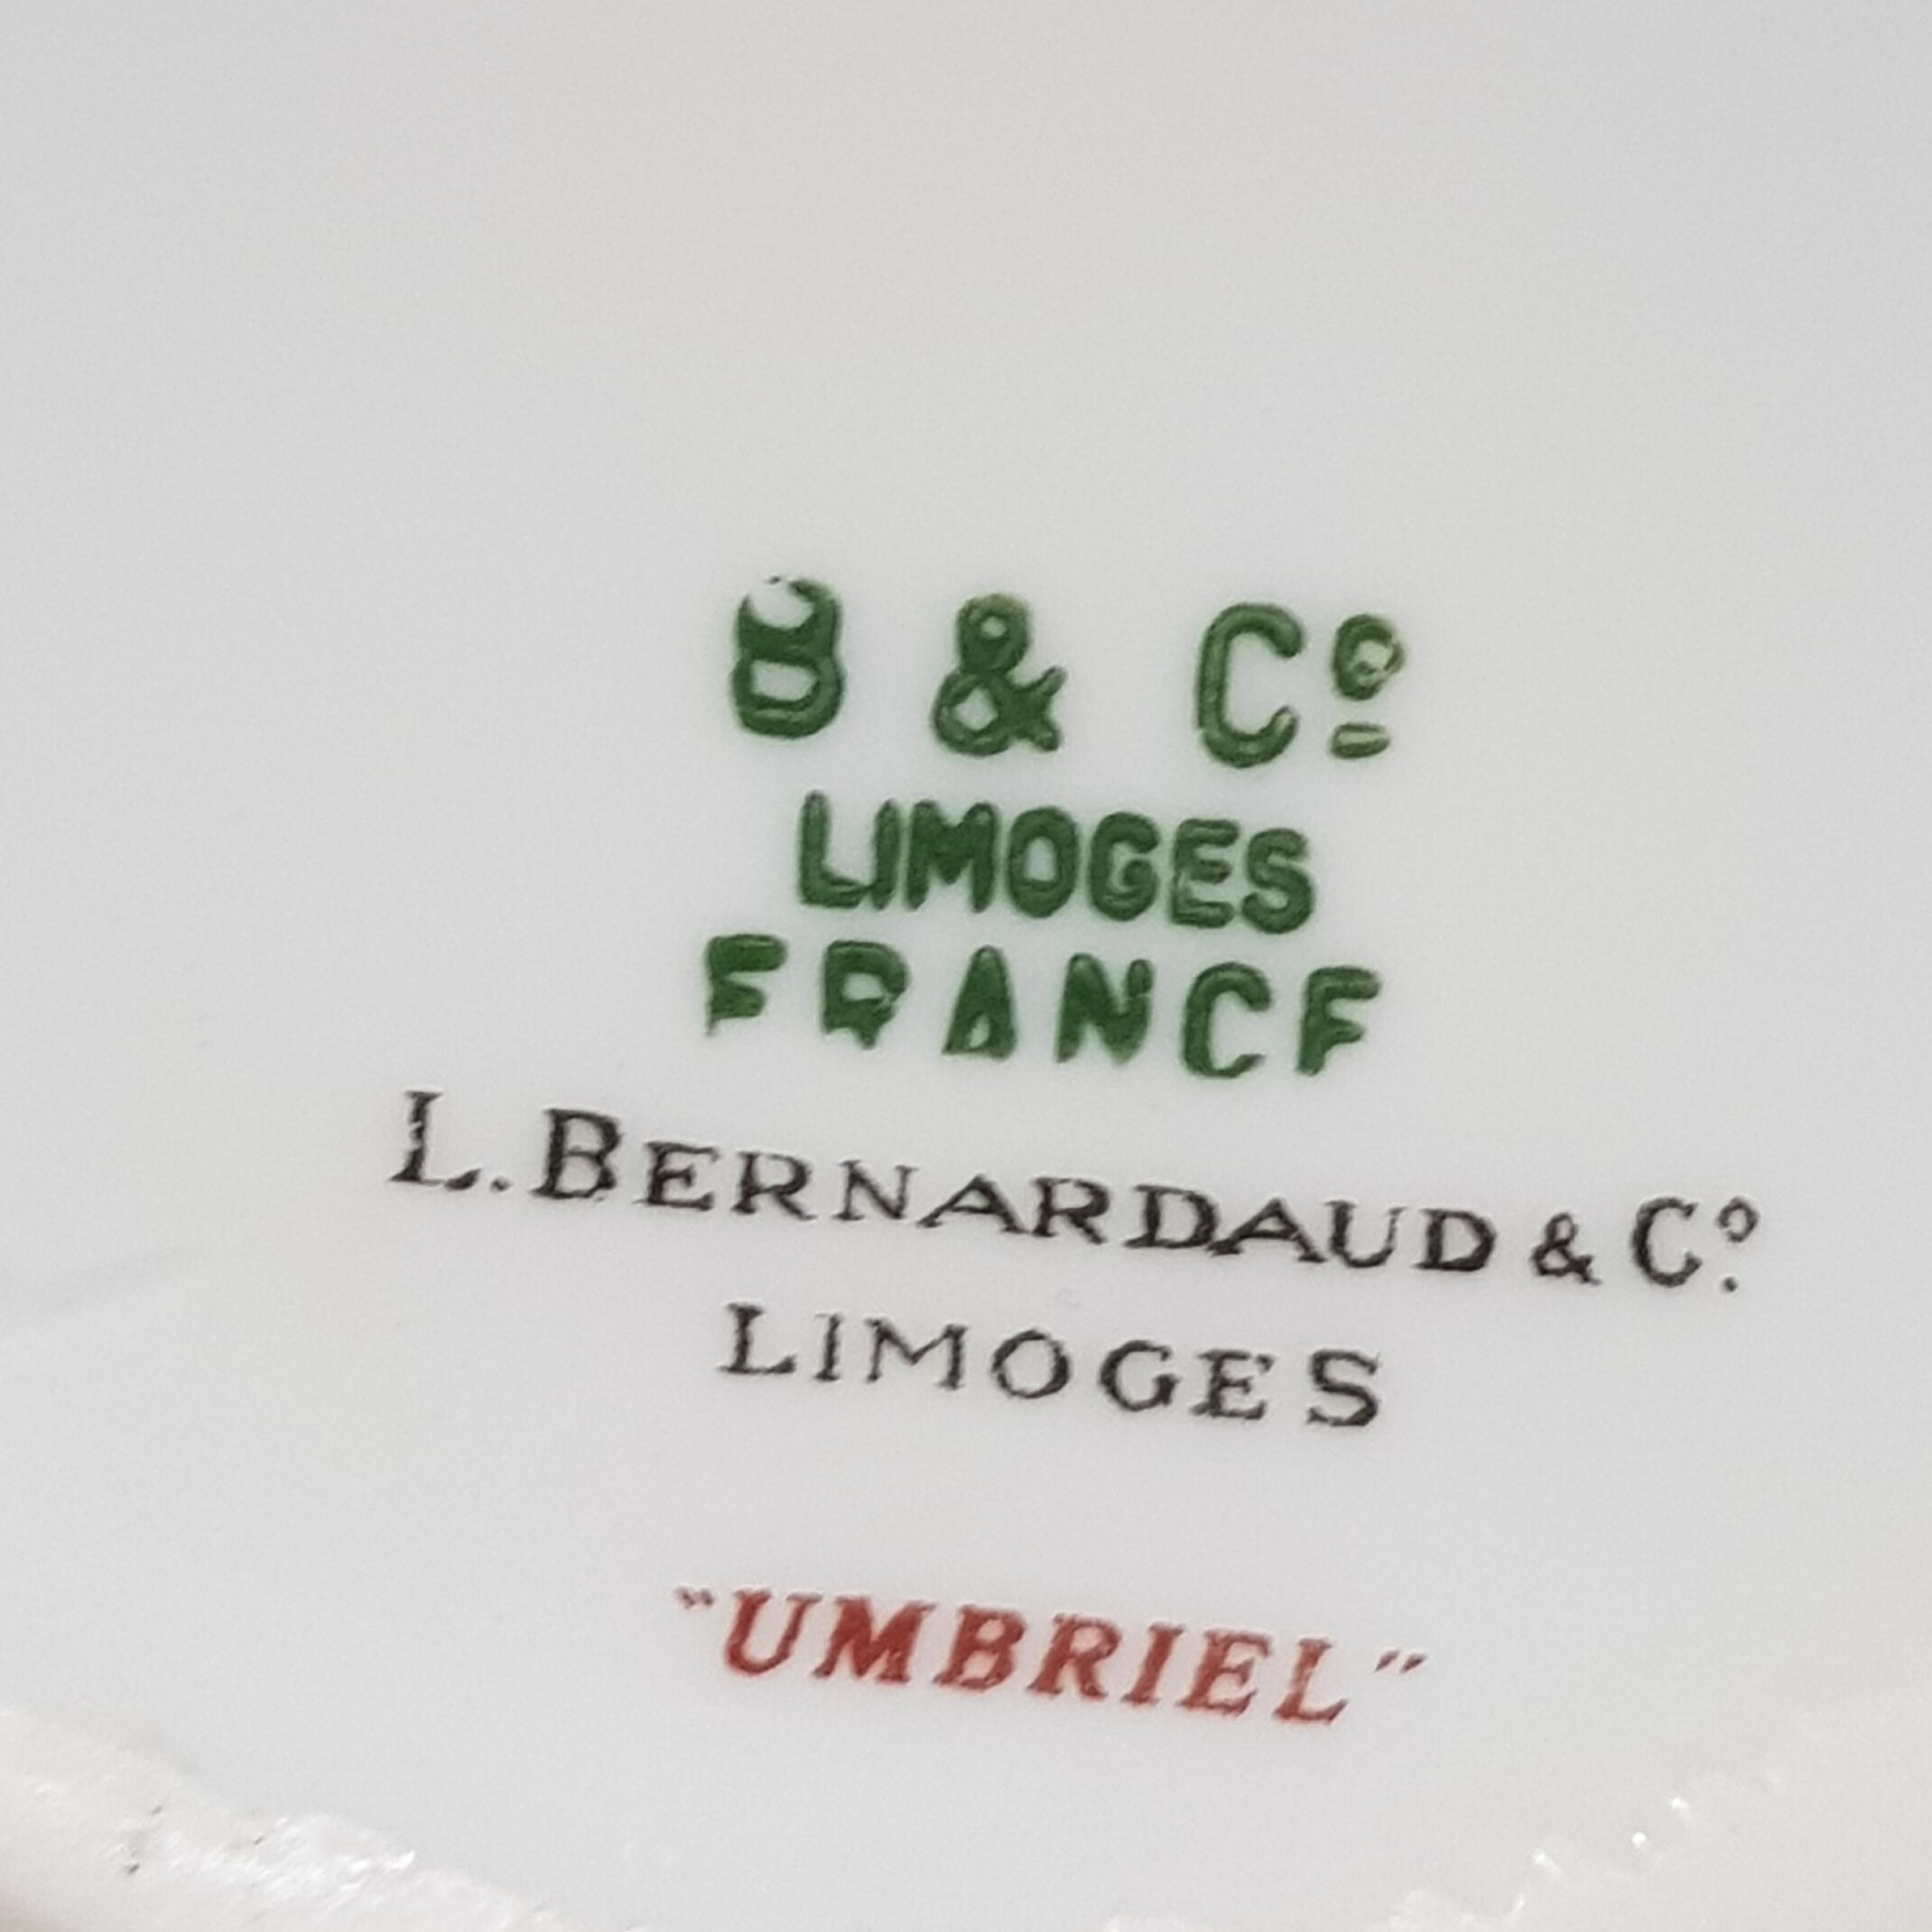 B & Cº
LIMOGES
FRANCE
L. BERNARDAUD & Cº.
LIMOGES
"UMBRIEL"